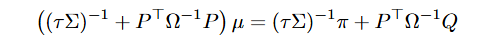 ((τΣ)⁻¹ + P^⊤Ω⁻¹P) μ = (τΣ)⁻¹π + P^⊤Ω⁻¹Q